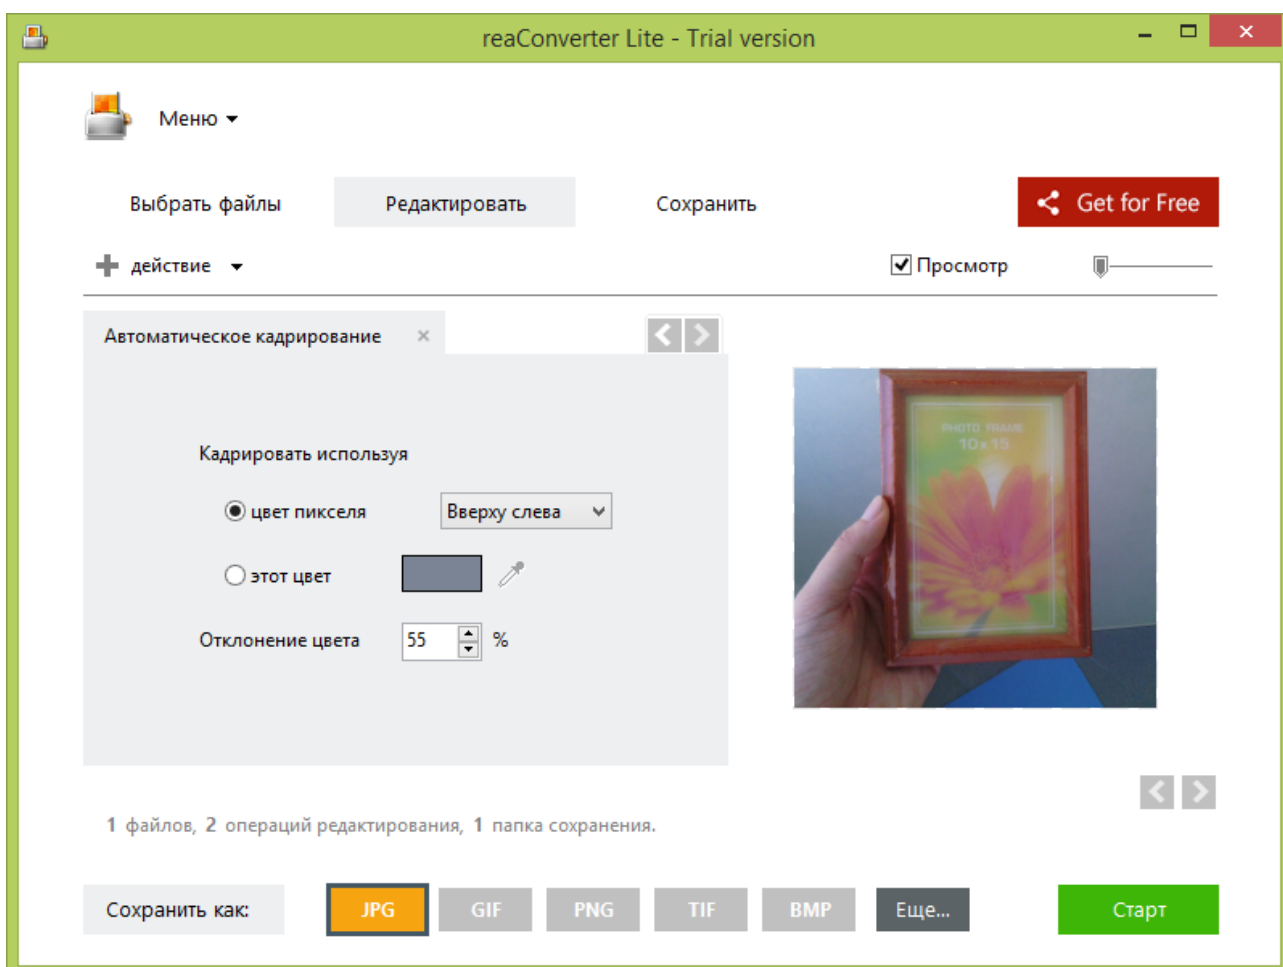 reaConverter Lite - Trial version
Меню
Выбрать файлы Редактировать Сохранить Get for Free
действие Просмотр
Автоматическое кадрирование
PHOTO FRAME
10x15
Кадрировать используя
цвет пикселя Вверху слева
этот цвет
Отклонение цвета 55 %
1 файлов, 2 операций редактирования, 1 папка сохранения.
Сохранить как: JPG GIF PNG TIF BMP Еще... Старт